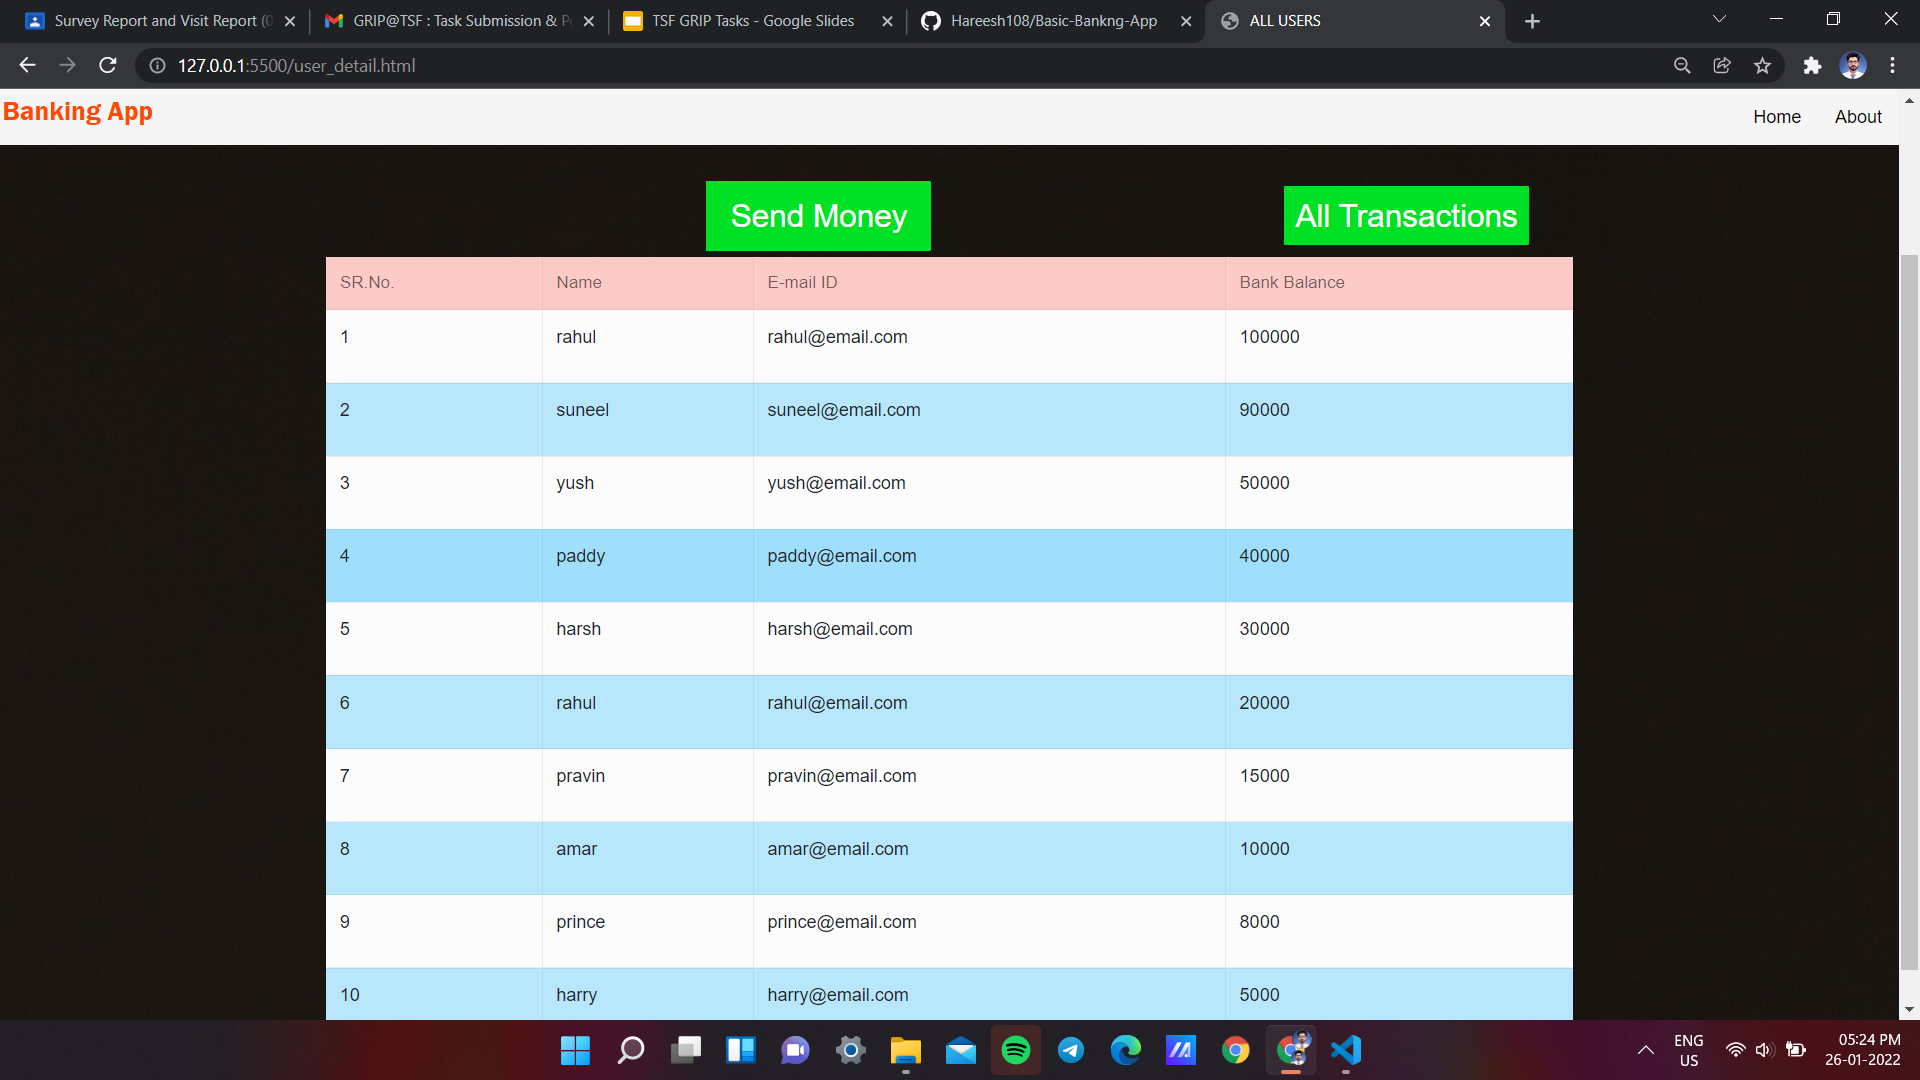 Survey Report and Visit Report (0
GRIP@TSF : Task Submission & P
TSF GRIP Tasks - Google Slides
Hareesh108/Basic-Bankng-App
ALL USERS
127.0.0.1:5500/user_detail.html
Banking App
Home About
Send Money
All Transactions
SR.No. Name E-mail ID Bank Balance
1 rahul rahul@email.com 100000
2 suneel suneel@email.com 90000
3 yush yush@email.com 50000
4 paddy paddy@email.com 40000
5 harsh harsh@email.com 30000
6 rahul rahul@email.com 20000
7 pravin pravin@email.com 15000
8 amar amar@email.com 10000
9 prince prince@email.com 8000
10 harry harry@email.com 5000
ENG
US
05:24 PM
26-01-2022